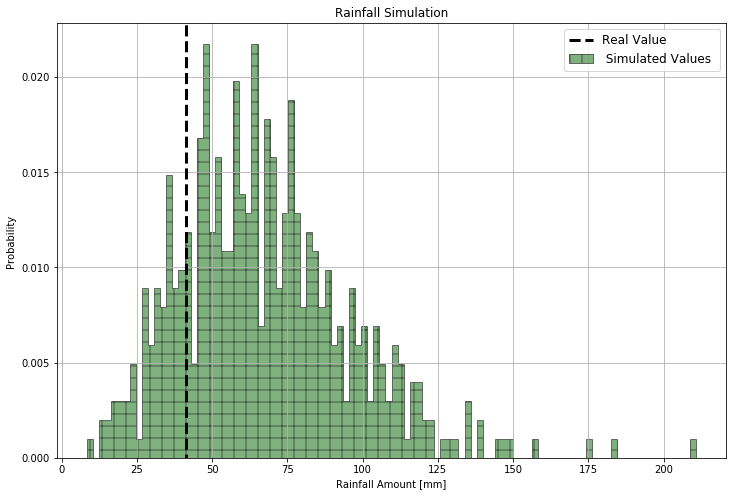 Rainfall Simulation
Real Value
Simulated Values
Probability
0.020
0.015
0.010
0.005
0.000
0 25 50 75 100 125 150 175 200
Rainfall Amount [mm]